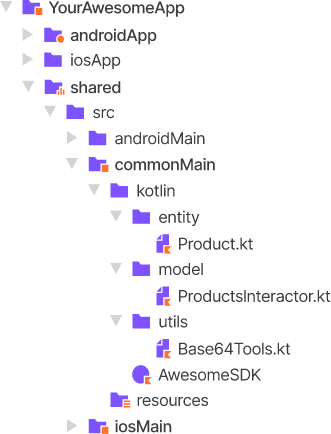 YourAwesomeApp
androidApp
iosApp
shared
src
androidMain
commonMain
kotlin
entity
Product.kt
model
ProductsInteractor.kt
utils
Base64Tools.kt
AwesomeSDK
resources
iosMain